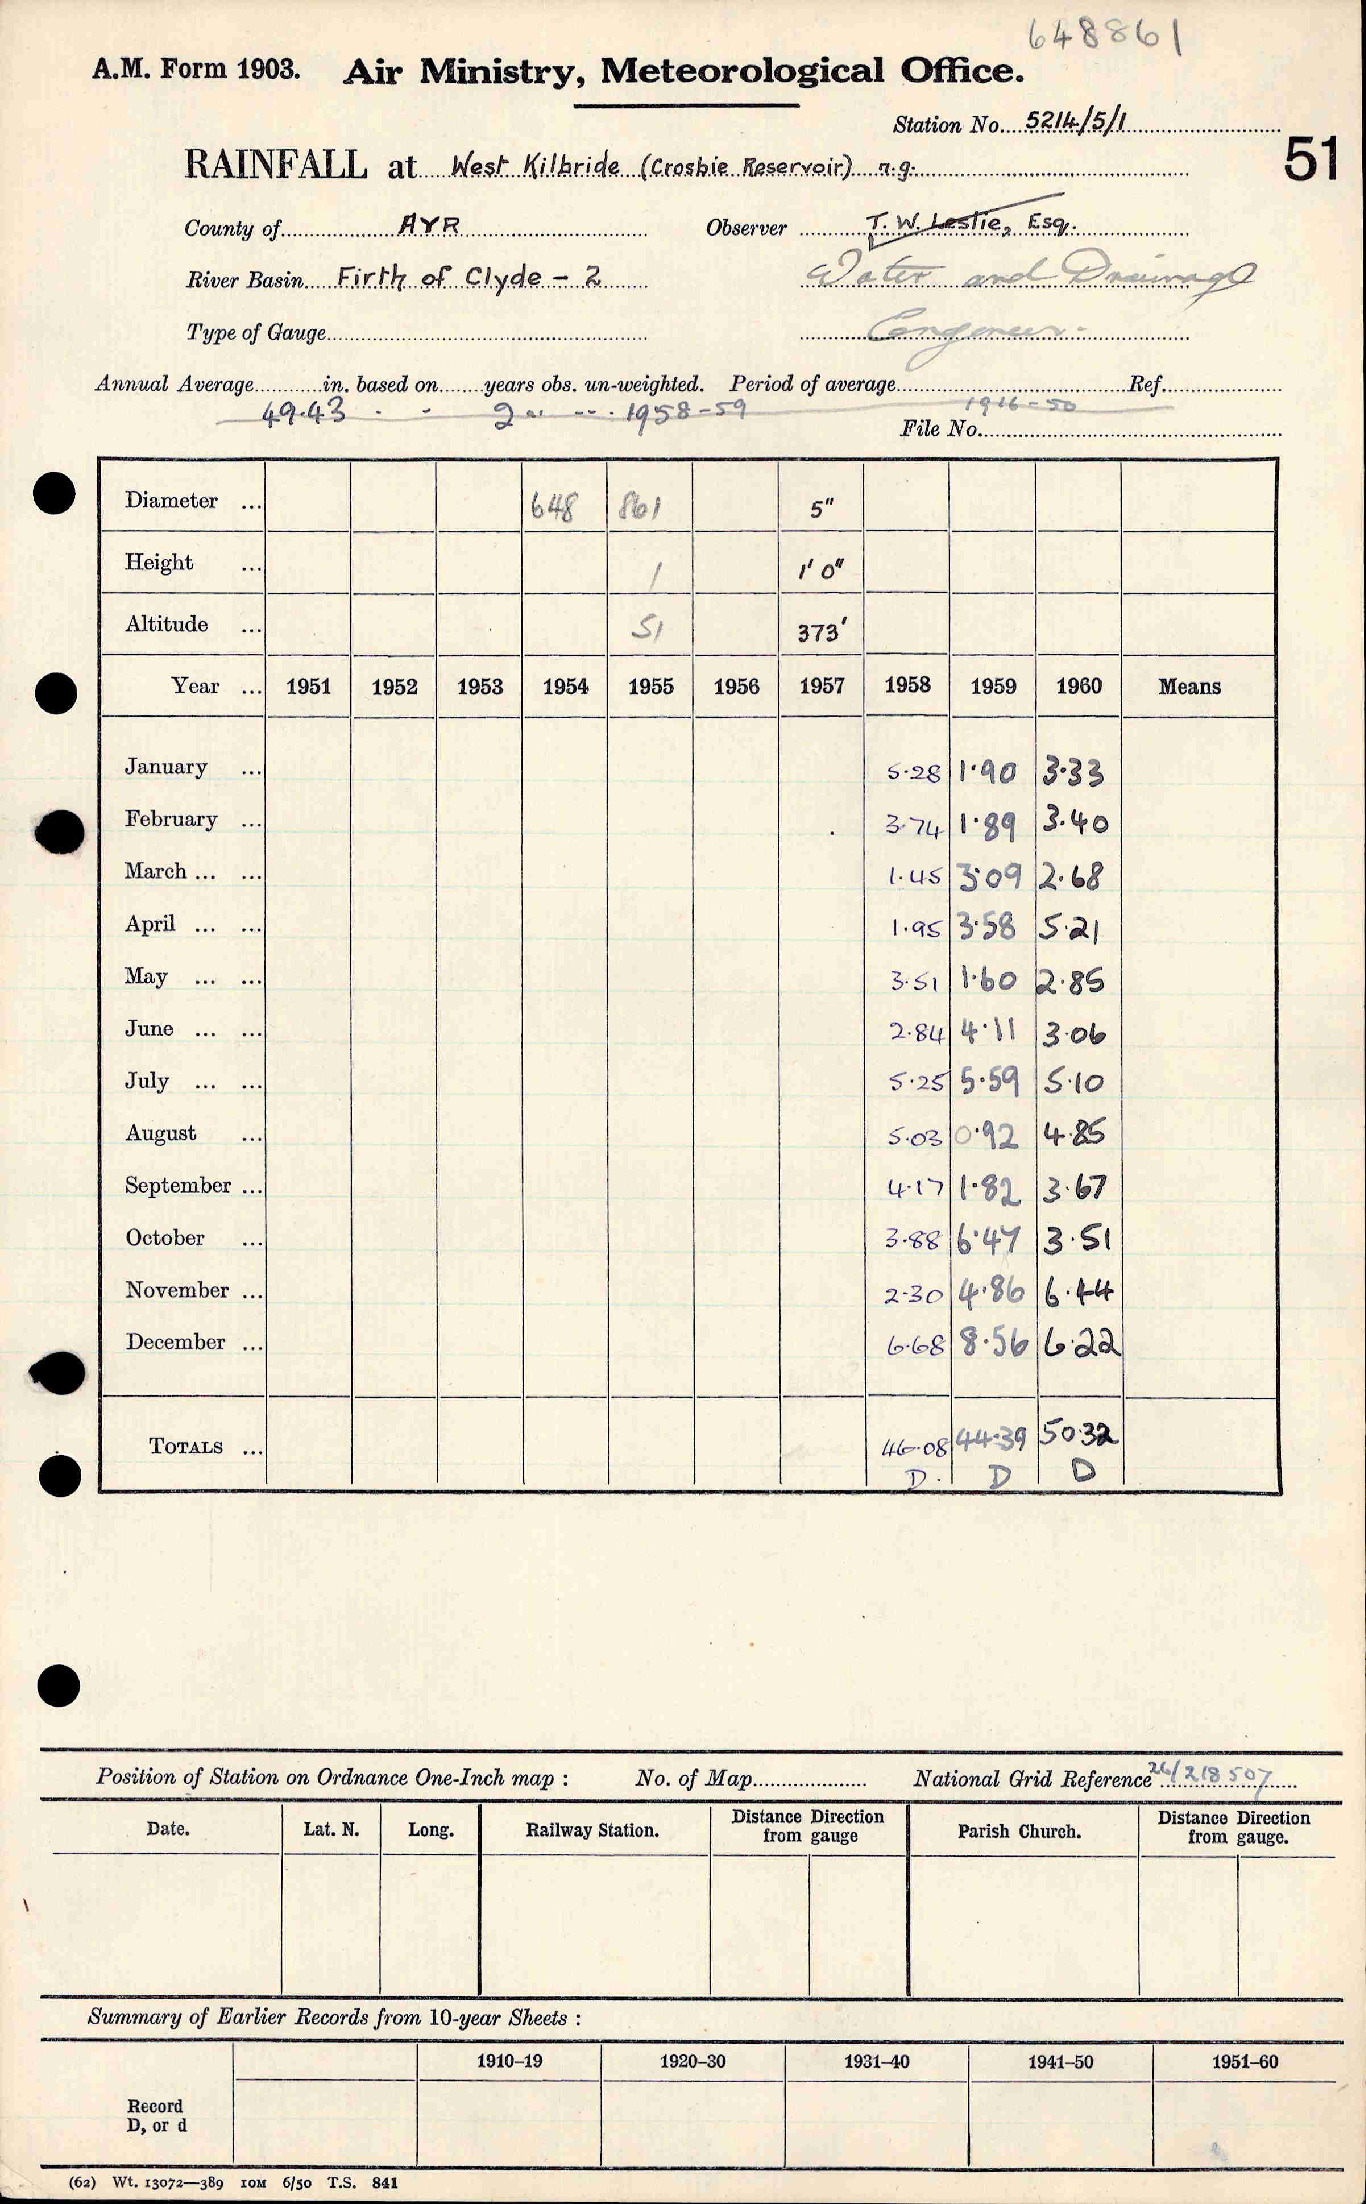 648861
A.M. Form 1903. Air Ministry, Meteorological Office.
Station No. 5214/5/1
51
RAINFALL at West Kilbride (Crosbie Reservoir) n.g.
County of AYR Observer T. W. Leslie, Esq.
River Basin Firth of Clyde – 2 Water and Drainage
Type of Gauge Engineer.
Annual Average in. based on years obs. un-weighted. Period of average Ref.
49.43 2 1958-59 1916-50
File No.
Diameter ... 648 861 5"
Height ... 1 1' 0"
Altitude ... 51 373'
Year ... 1951 1952 1953 1954 1955 1956 1957 1958 1959 1960 Means
January ... 5.28 1.90 3.33
February ... 3.74 1.89 3.40
March ... ... 1.45 3.09 2.68
April ... ... 1.95 3.58 5.21
May ... ... 3.51 1.60 2.85
June ... ... 2.84 4.11 3.06
July ... ... 5.25 5.59 5.10
August ... 5.03 0.92 4.85
September ... 4.17 1.82 3.67
October ... 3.88 6.47 3.51
November ... 2.30 4.86 6.44
December ... 6.68 8.56 6.22
TOTALS ... 46.08 44.39 50.32
D. D D
Position of Station on Ordnance One-Inch map : No. of Map National Grid Reference 26/218507
Date. Lat. N. Long. Railway Station. Distance Direction from gauge Parish Church. Distance Direction from gauge.
Summary of Earlier Records from 10-year Sheets :
1910–19 1920–30 1931–40 1941–50 1951–60
Record
D, or d
(62) Wt. 13072—389 10M 6/50 T.S. 841